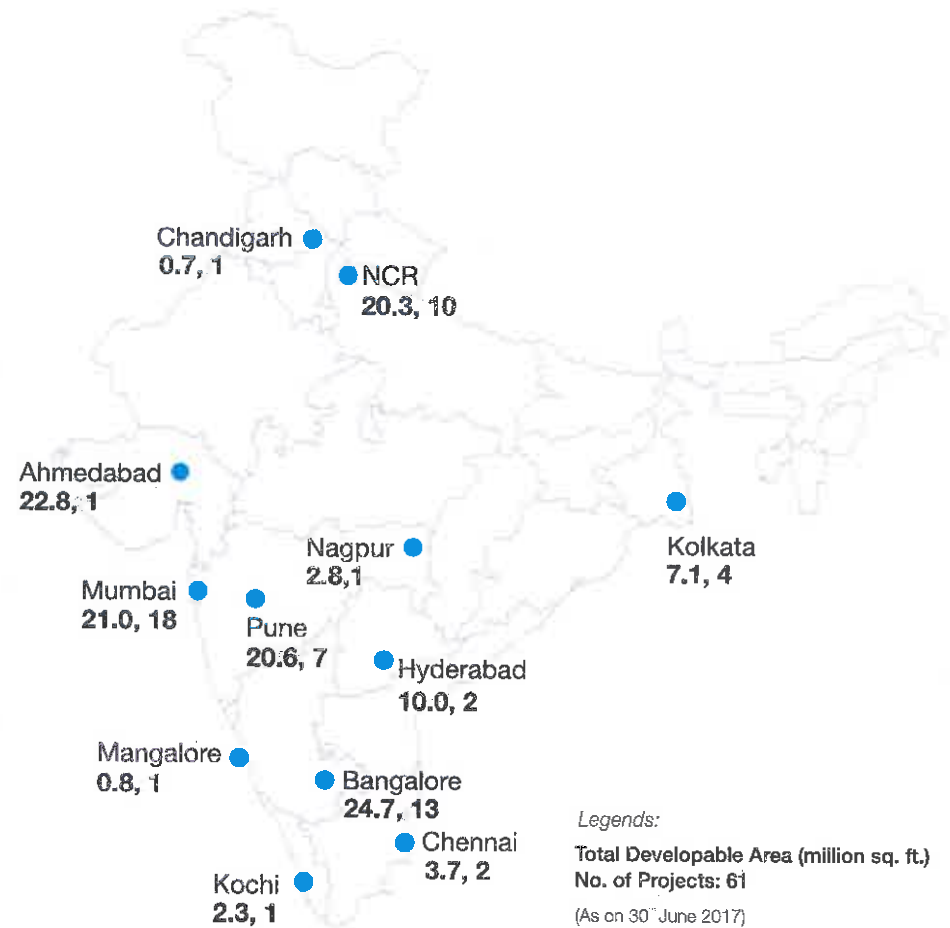 Chandigarh
0.7, 1
NCR
20.3, 10
Ahmedabad
22.8, 1
Nagpur
2.8,1
Kolkata
7.1, 4
Mumbai
21.0, 18
Pune
20.6, 7
Hyderabad
10.0, 2
Mangalore
0.8, 1
Bangalore
24.7, 13
Chennai
3.7, 2
Kochi
2.3, 1
Legends:
Total Developable Area (million sq. ft.)
No. of Projects: 61
(As on 30 June 2017)